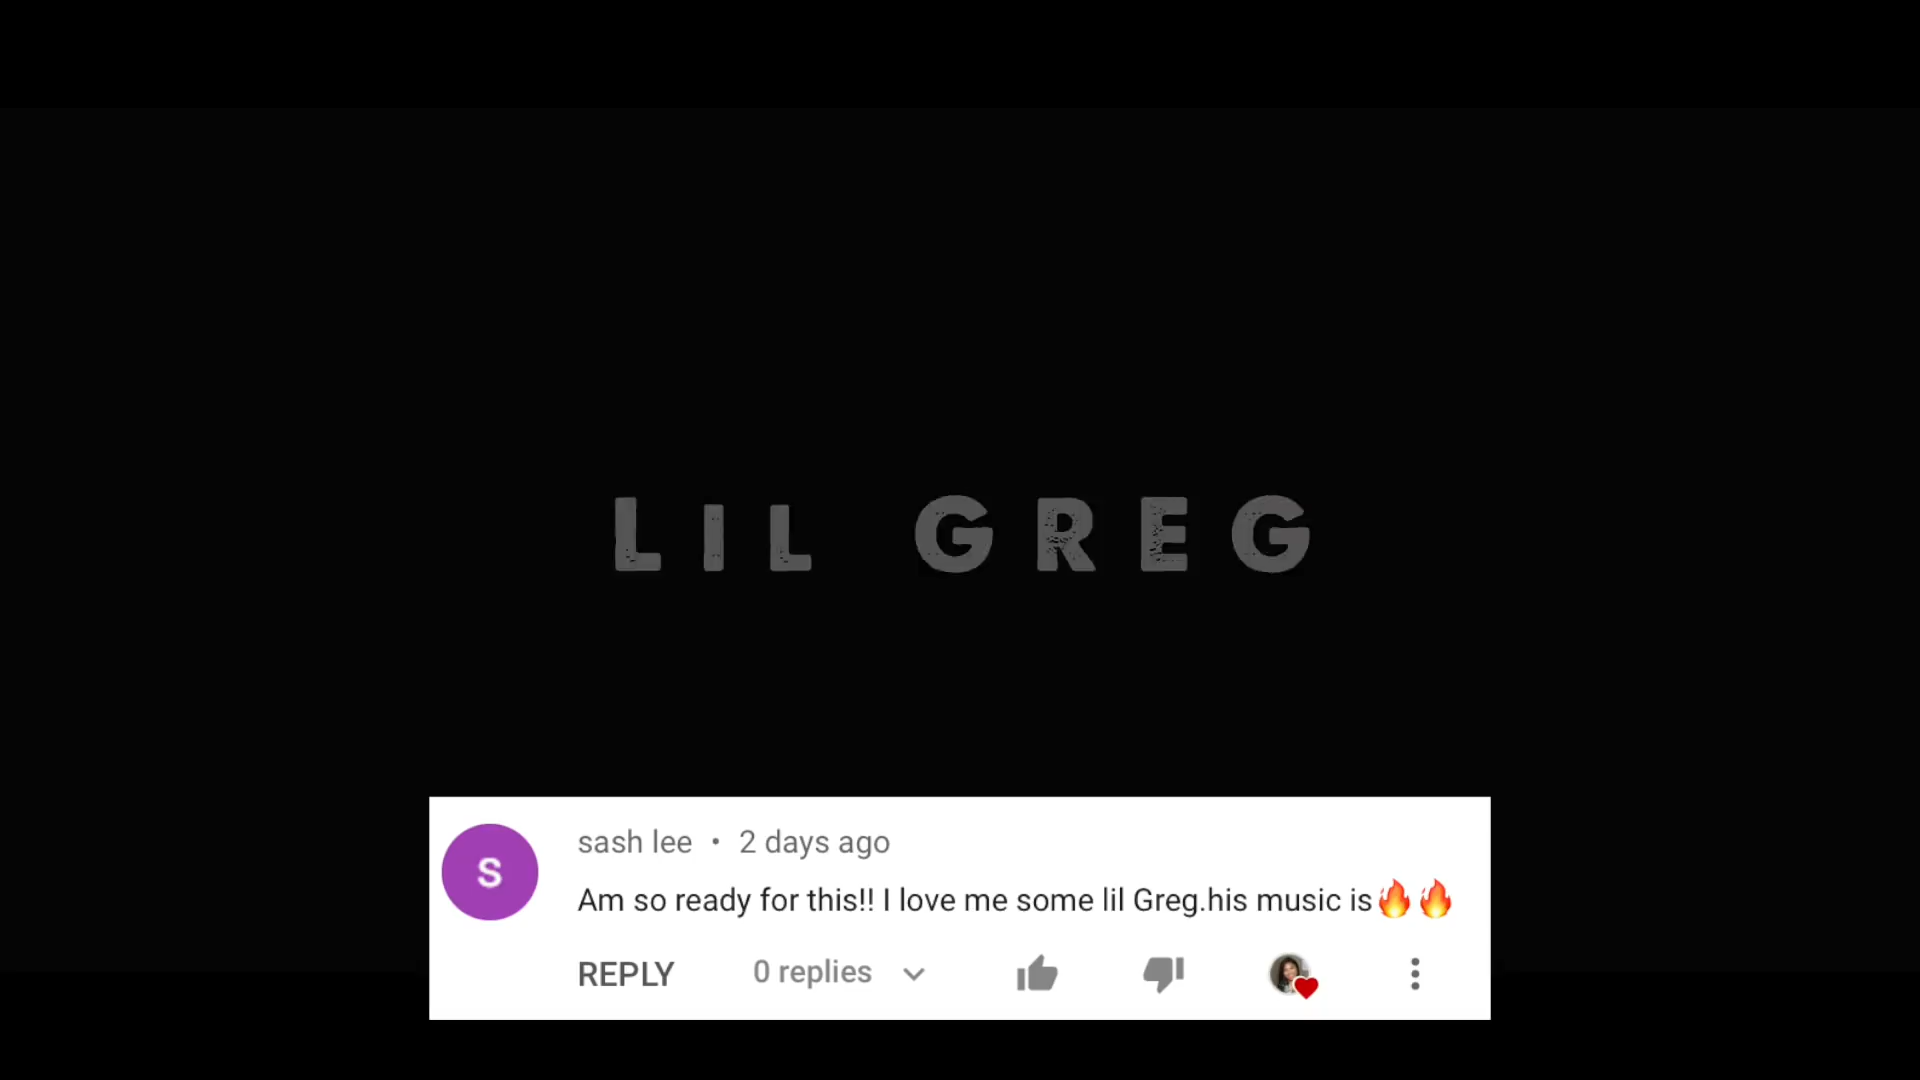 LIL GREG
S
sash lee • 2 days ago
Am so ready for this!! I love me some lil Greg.his music is🔥🔥
REPLY 0 replies